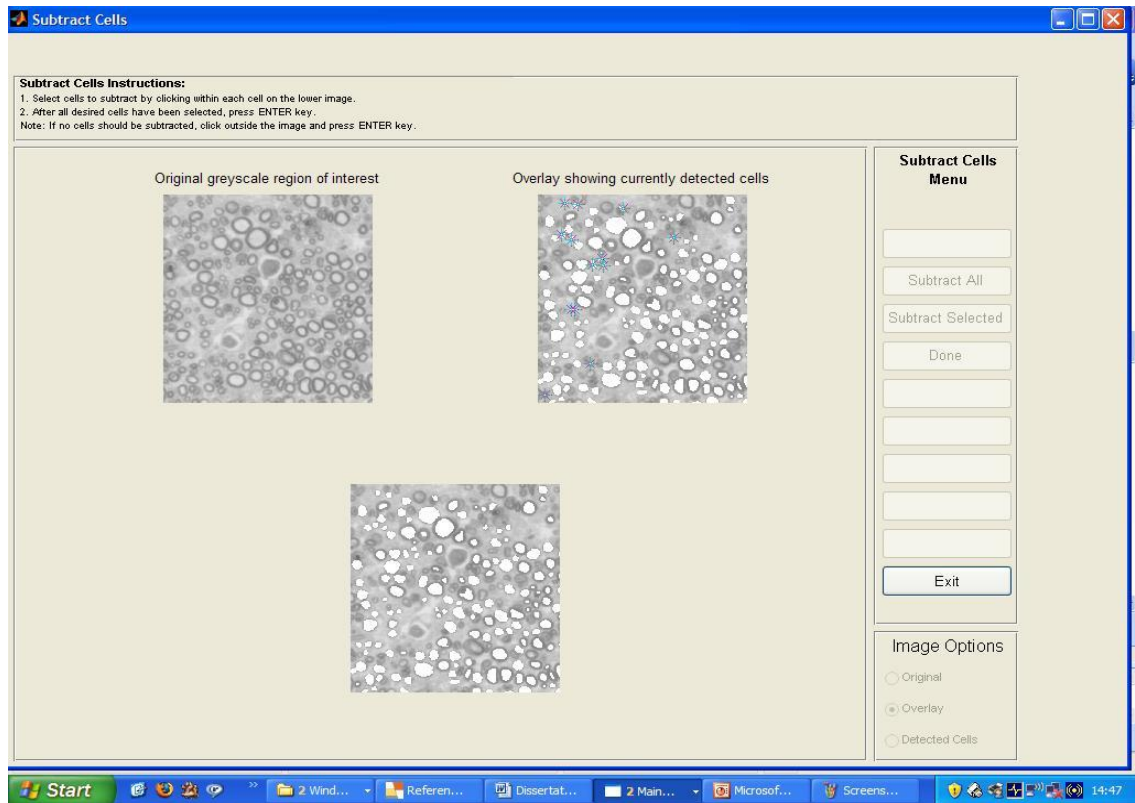 Subtract Cells
Subtract Cells Instructions:
1. Select cells to subtract by clicking within each cell on the lower image.
2. After all desired cells have been selected, press ENTER key.
Note: If no cells should be subtracted, click outside the image and press ENTER key.
Original greyscale region of interest
Overlay showing currently detected cells
Subtract Cells
Menu
Subtract All
Subtract Selected
Done
Exit
Image Options
Original
Overlay
Detected Cells
Start
2 Wind...
Referen...
Dissertat...
2 Main...
Microsof...
Screens...
14:47